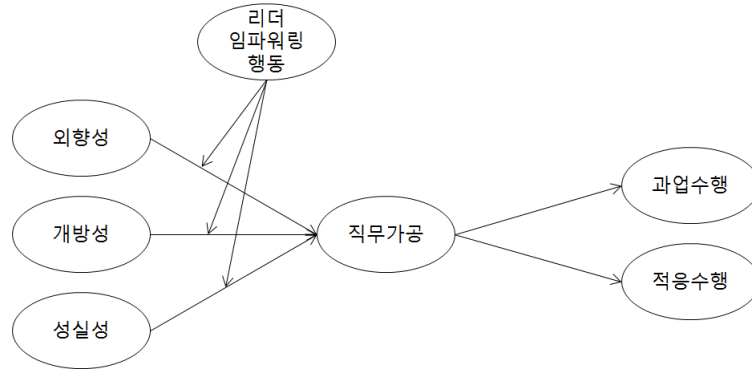 리더
임파워링
행동
외향성
개방성
성실성
직무가공
과업수행
적응수행